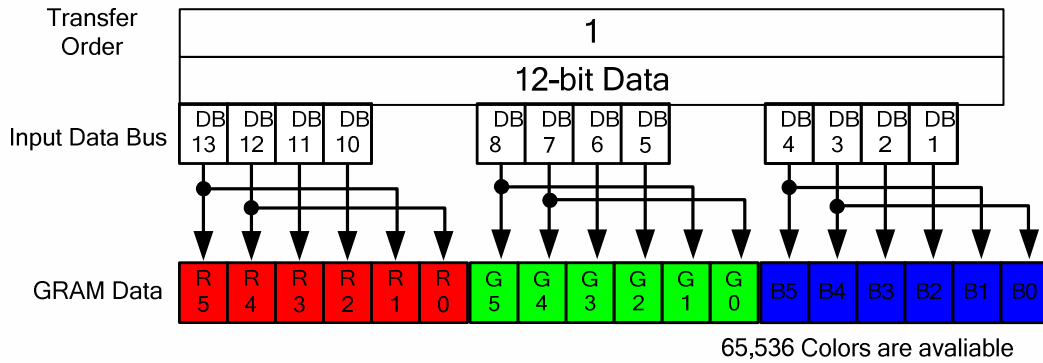 Transfer Order
1
12-bit Data
Input Data Bus
DB 13 DB 12 DB 11 DB 10 DB 8 DB 7 DB 6 DB 5 DB 4 DB 3 DB 2 DB 1
GRAM Data
R 5 R 4 R 3 R 2 R 1 R 0 G 5 G 4 G 3 G 2 G 1 G 0 B5 B4 B3 B2 B1 B0
65,536 Colors are avaliable